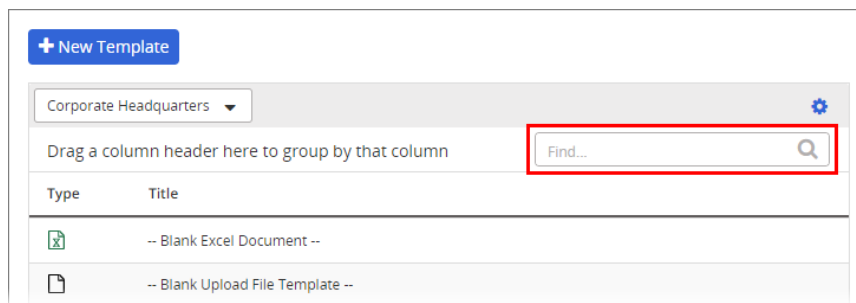 New Template
Corporate Headquarters
Drag a column header here to group by that column
Find...
Type Title
-- Blank Excel Document --
-- Blank Upload File Template --